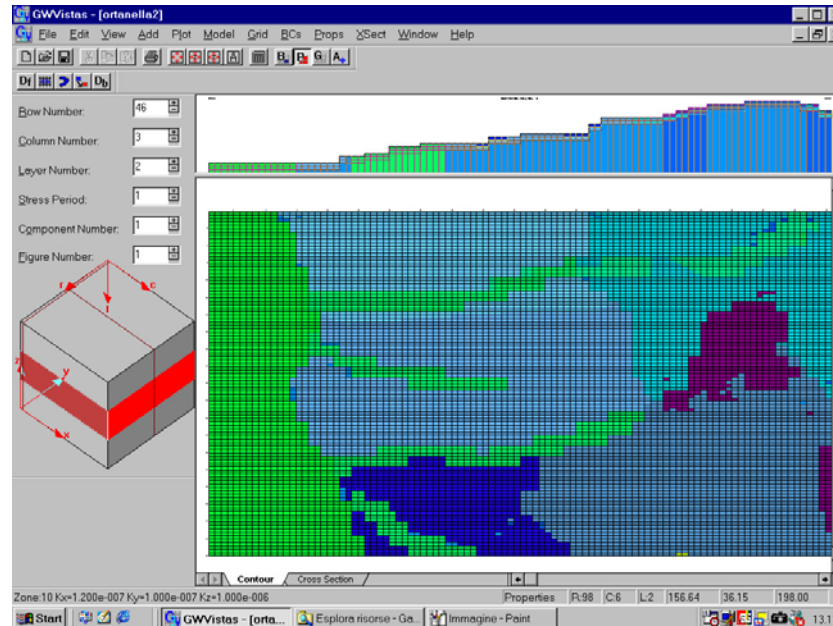 GWVistas - [ortanella2]
File Edit View Add Plot Model Grid BCs Props XSect Window Help
Row Number: 46
Column Number: 3
Layer Number: 2
Stress Period: 1
Component Number: 1
Figure Number: 1
r c
l
z y
x
Contour Cross Section
Zone:10 Kx=1.200e-007 Ky=1.000e-007 Kz=1.000e-006 Properties R:98 C:6 L:2 156.64 36.15 198.00
Start GWVistas - [orta... Esplora risorse - Ga... Immagine - Paint 13.1